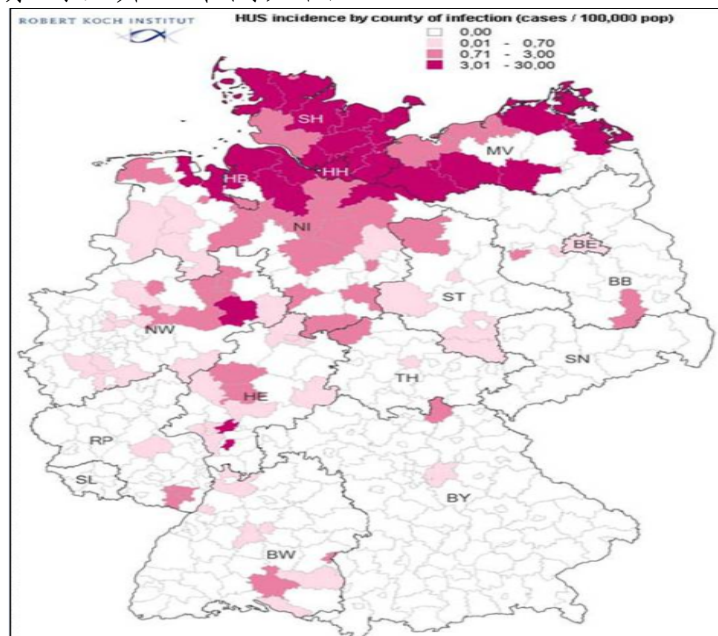 ROBERT KOCH INSTITUT
HUS incidence by county of infection (cases / 100,000 pop)
0,00
0,01 - 0,70
0,71 - 3,00
3,01 - 30,00
SH
MV
HB
HH
NI
BE
BB
ST
NW
SN
TH
HE
RP
SL
BY
BW